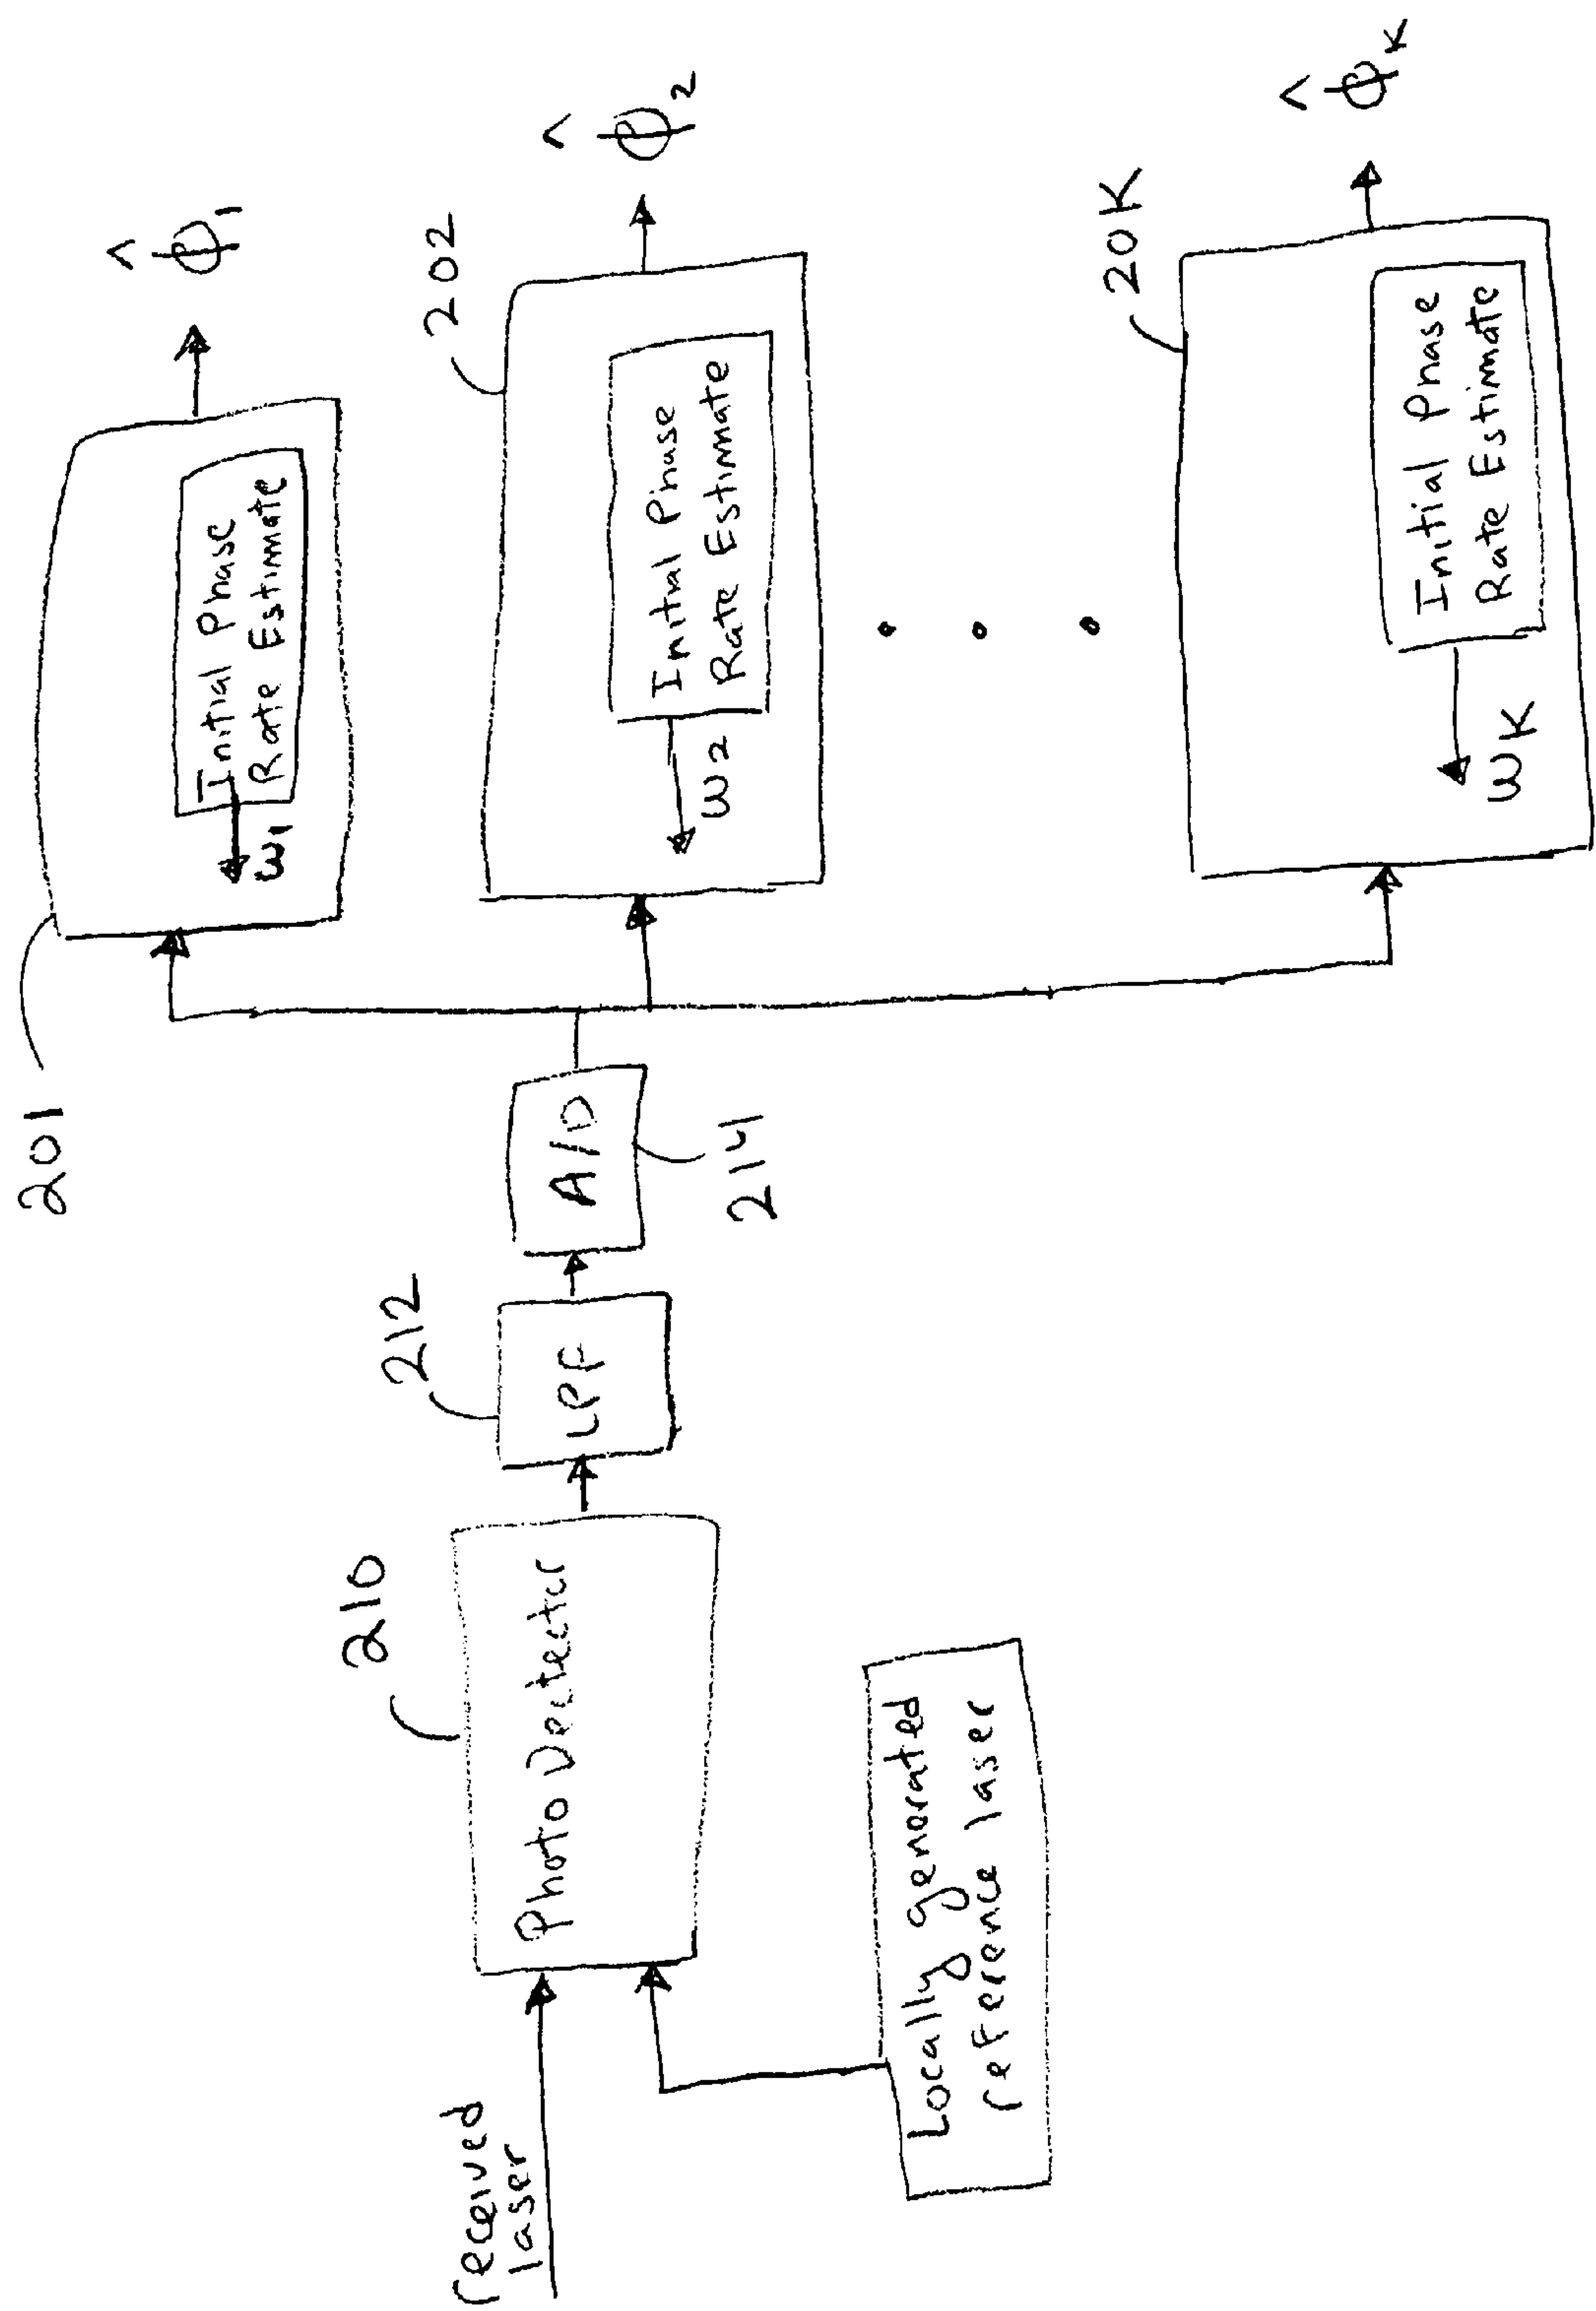 received
laser
Locally generated
reference laser
210
Photo Detector
212
LPF
A/D
214
201
Initial Phase
Rate Estimate
ω1
ϕ̂1
202
Initial Phase
Rate Estimate
ω2
ϕ̂2
20K
Initial Phase
Rate Estimate
ωK
ϕ̂K